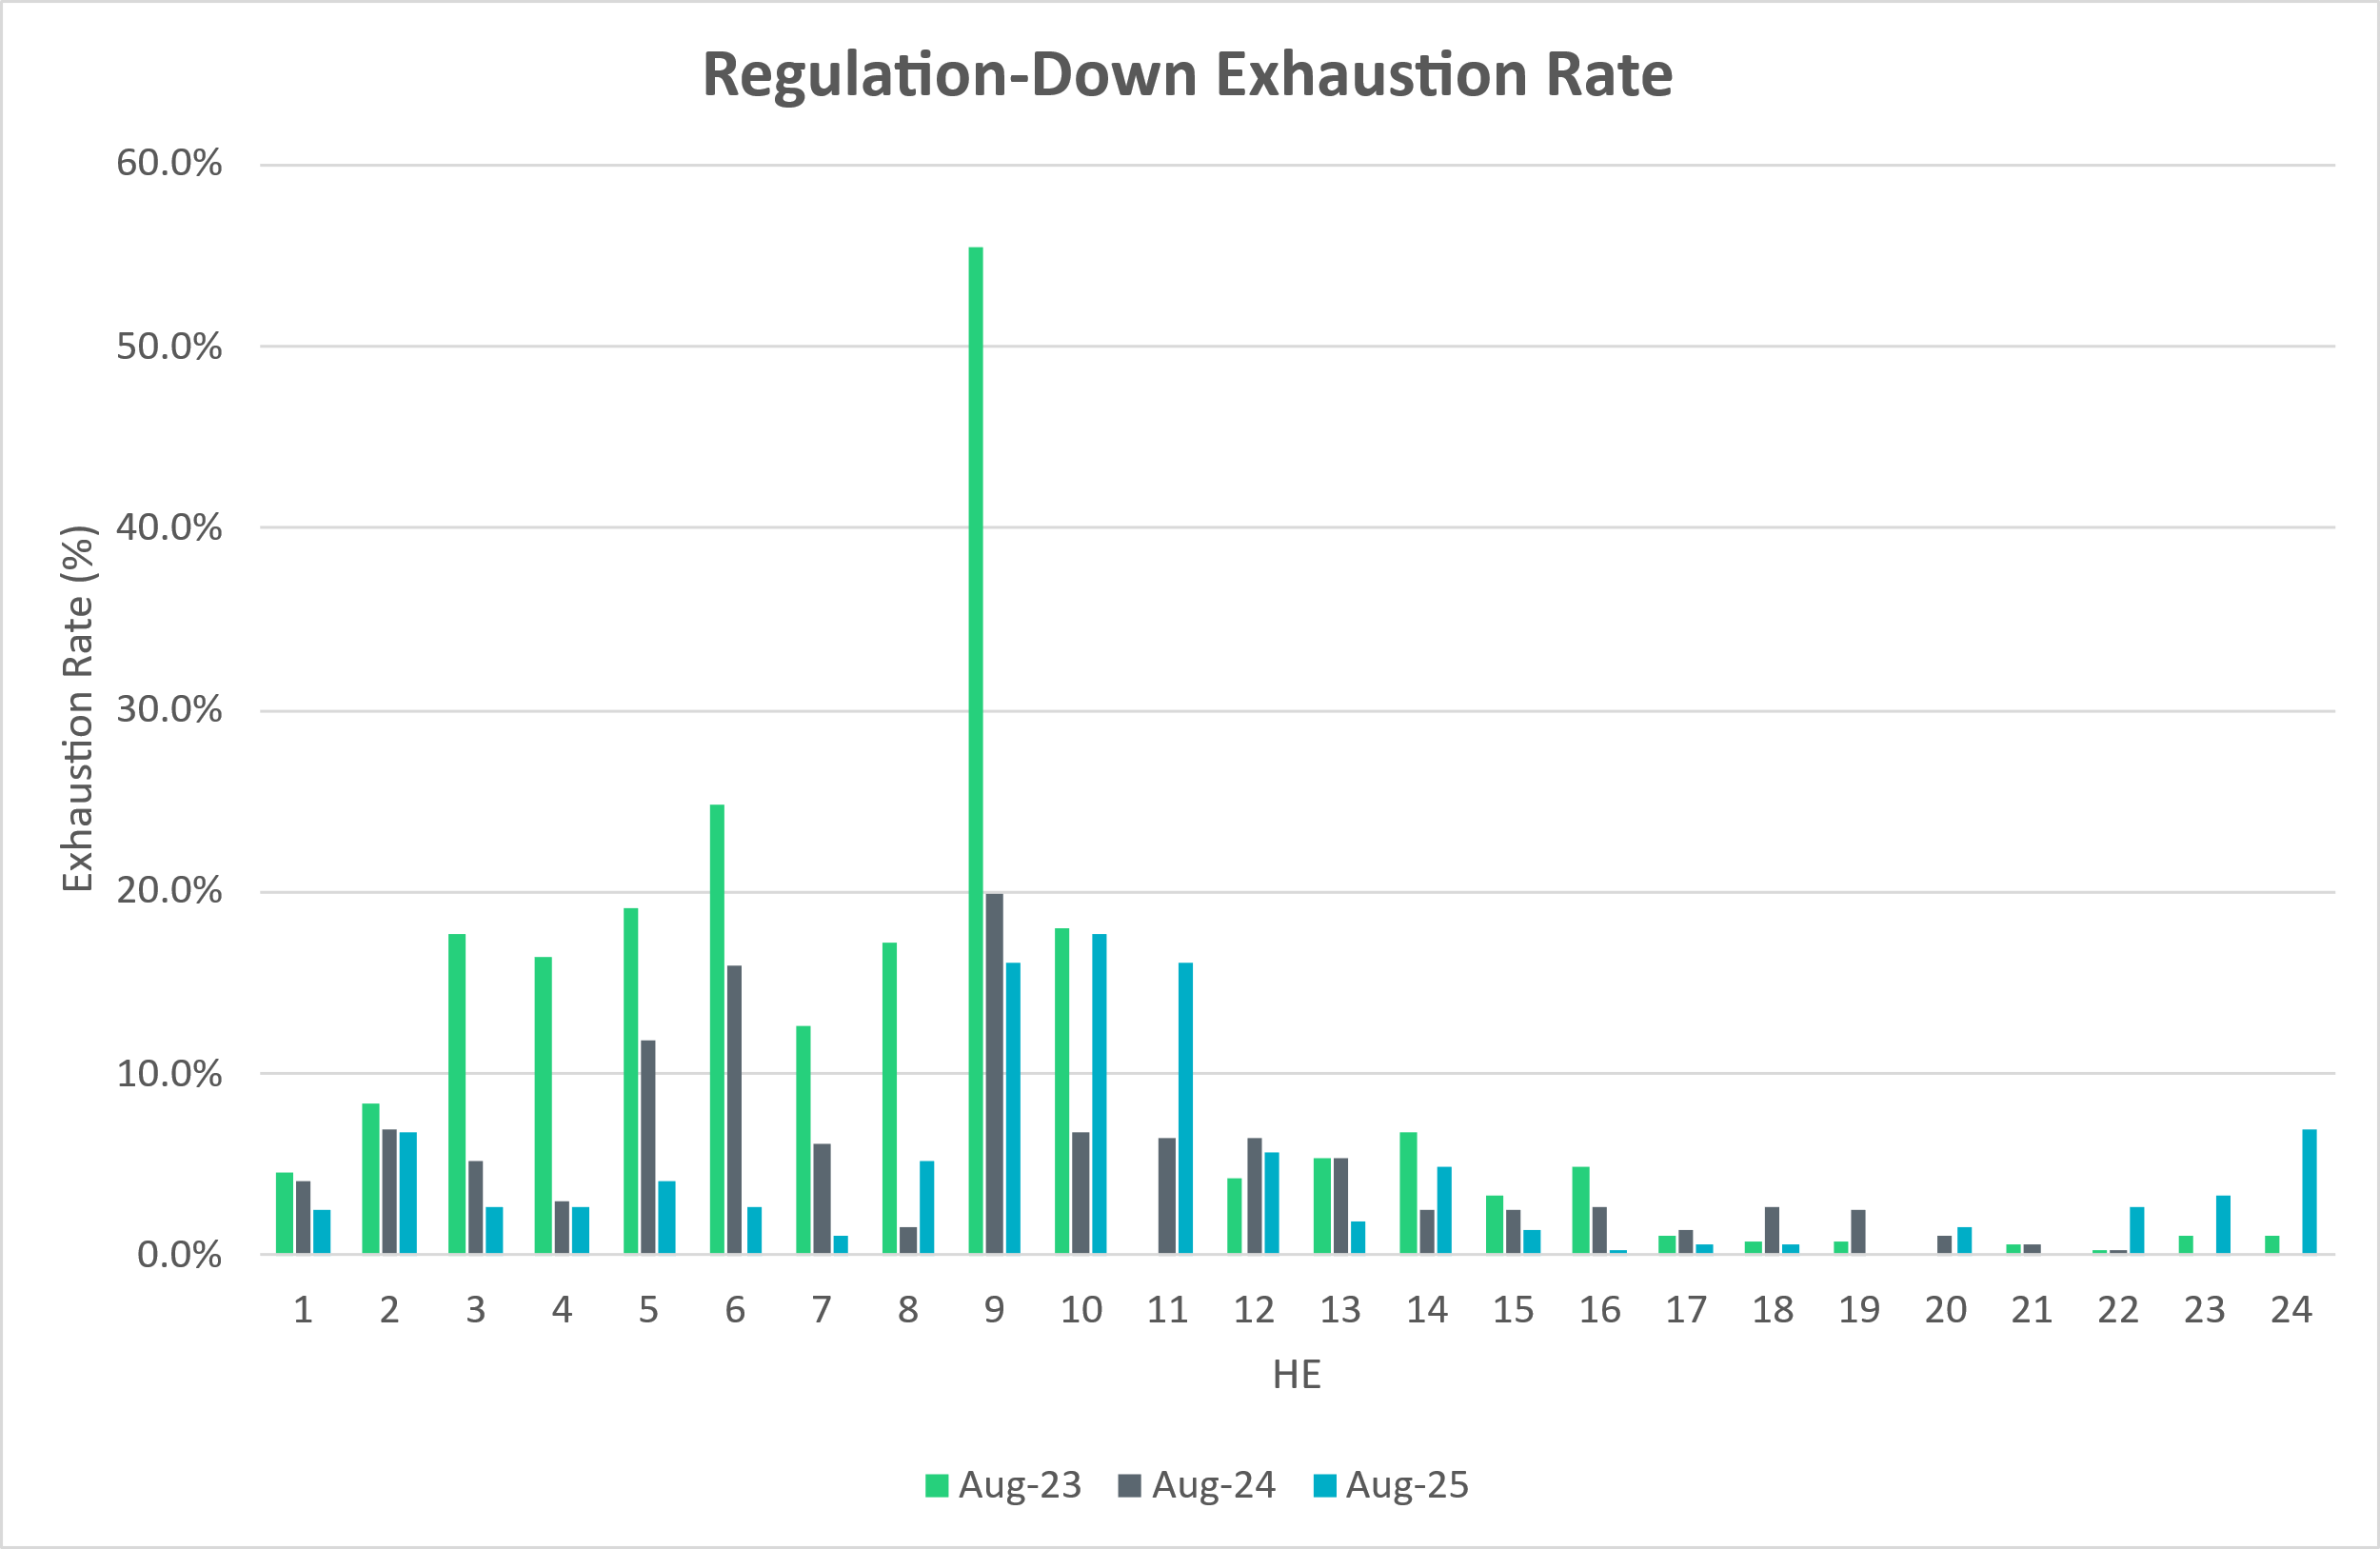 Regulation-Down Exhaustion Rate
60.0%
50.0%
40.0%
30.0%
20.0%
10.0%
0.0%
Exhaustion Rate (%)
1 2 3 4 5 6 7 8 9 10 11 12 13 14 15 16 17 18 19 20 21 22 23 24
HE
Aug-23 Aug-24 Aug-25